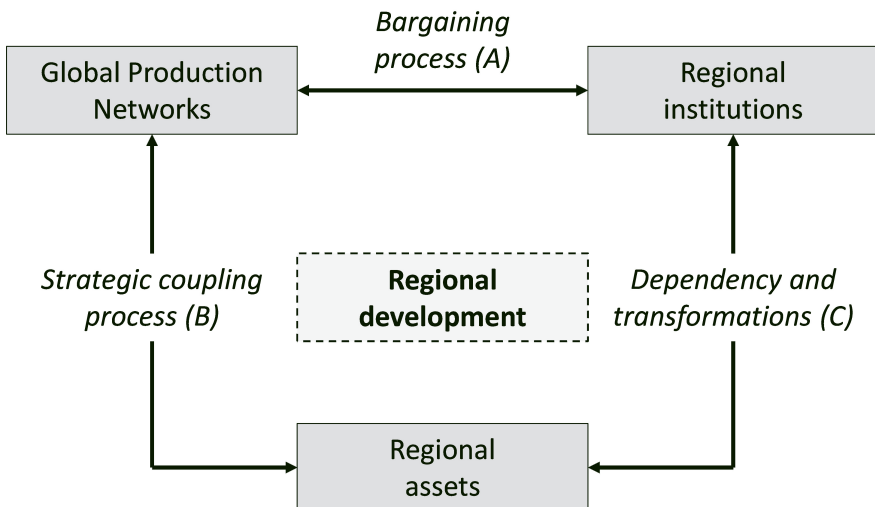 Bargaining
process (A)
Global Production
Networks
Regional
institutions
Strategic coupling
process (B)
Regional
development
Dependency and
transformations (C)
Regional
assets